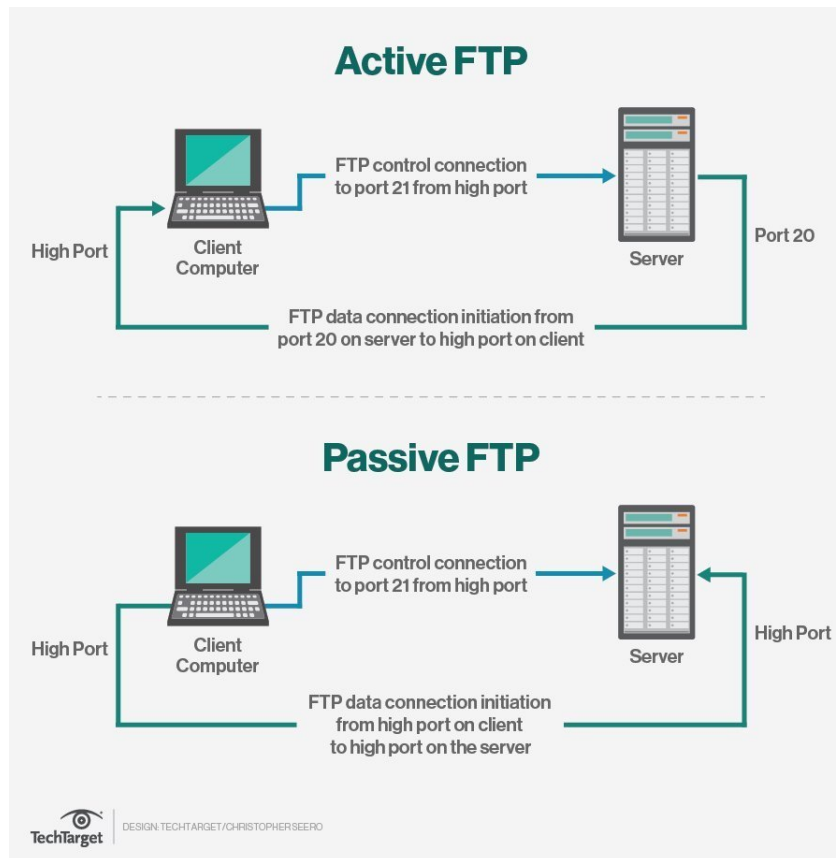 Active FTP
FTP control connection
to port 21 from high port
High Port
Client
Computer
Server
Port 20
FTP data connection initiation from
port 20 on server to high port on client
Passive FTP
FTP control connection
to port 21 from high port
High Port
Client
Computer
Server
High Port
FTP data connection initiation
from high port on client
to high port on the server
TechTarget
DESIGN: TECHTARGET/CHRISTOPHER SEERO